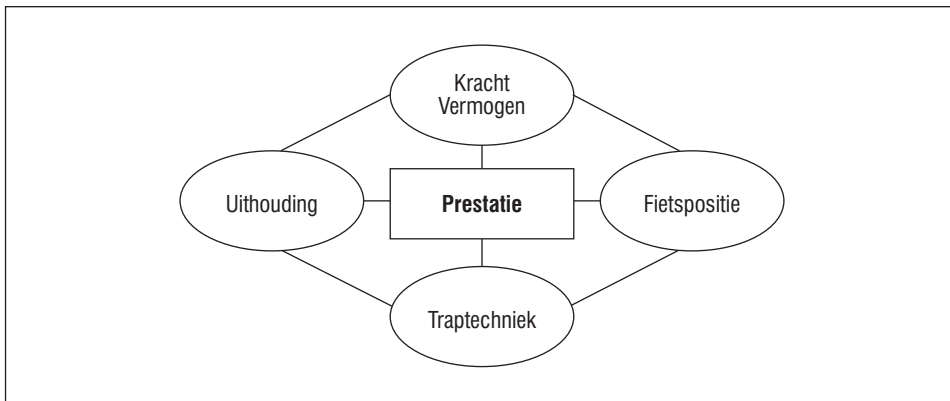 Kracht
Vermogen
Uithouding
Prestatie
Fietspositie
Traptechniek